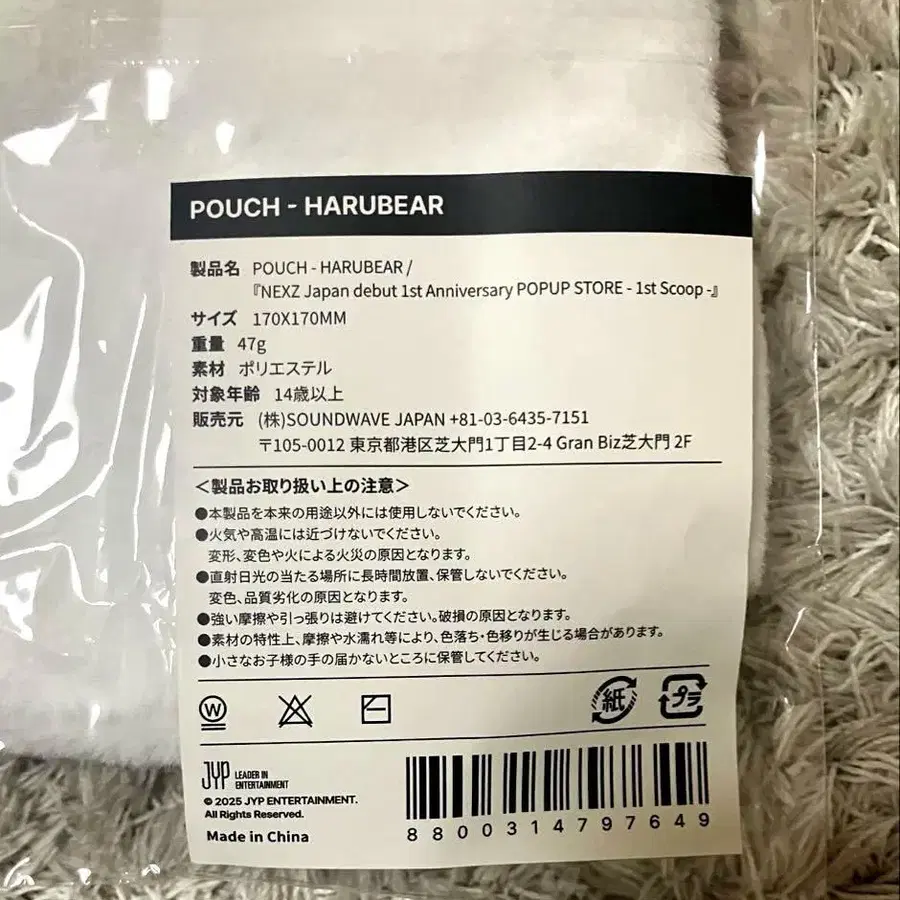 POUCH - HARUBEAR
製品名 POUCH - HARUBEAR /
『NEXZ Japan debut 1st Anniversary POPUP STORE - 1st Scoop -』
サイズ 170X170MM
重量 47g
素材 ポリエステル
対象年齢 14歳以上
販売元 (株)SOUNDWAVE JAPAN +81-03-6435-7151
〒105-0012 東京都港区芝大門1丁目2-4 Gran Biz芝大門 2F
＜製品お取り扱い上の注意＞
●本製品を本来の用途以外には使用しないでください。
●火気や高温には近づけないでください。
変形、変色や火による火災の原因となります。
●直射日光の当たる場所に長時間放置、保管しないでください。
変色、品質劣化の原因となります。
●強い摩擦や引っ張りは避けてください。破損の原因となります。
●素材の特性上、摩擦や水濡れ等により、色落ち・色移りが生じる場合があります。
●小さなお子様の手の届かないところに保管してください。
W 紙 プラ
JYP LEADER IN
ENTERTAINMENT
© 2025 JYP ENTERTAINMENT.
All Rights Reserved.
Made in China
8800314797649